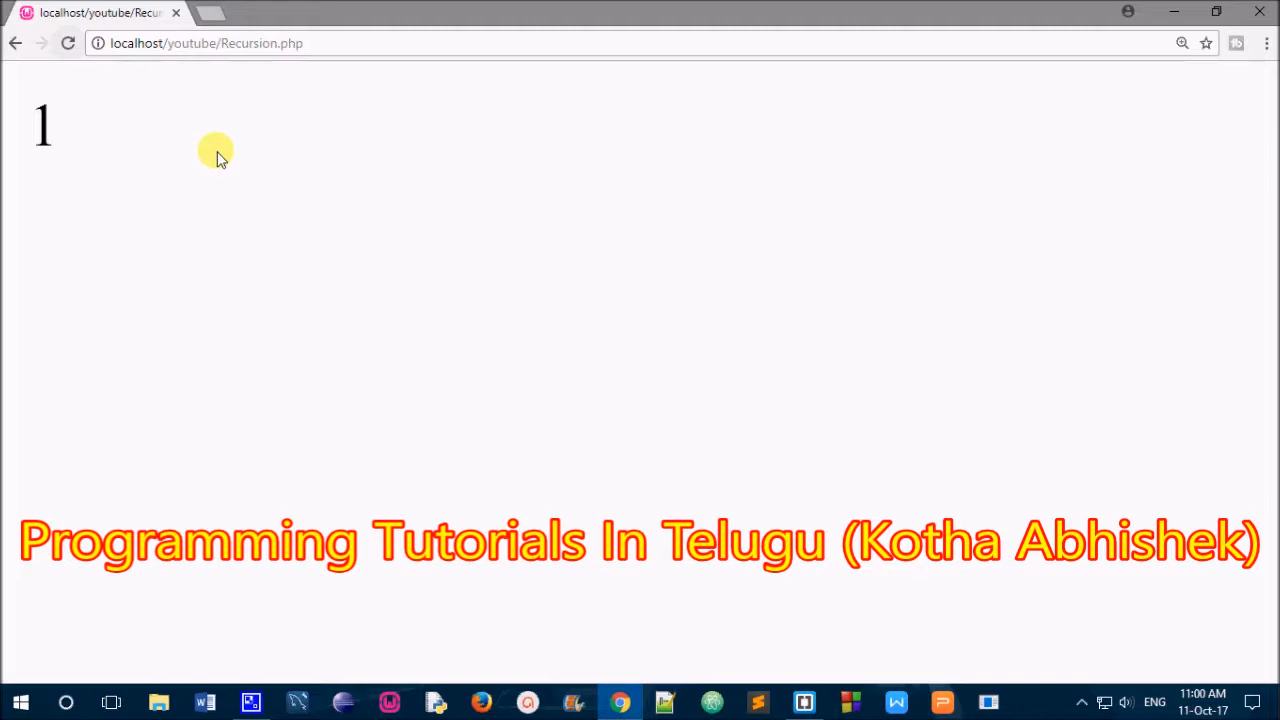 localhost/youtube/Recur
localhost/youtube/Recursion.php
1
Programming Tutorials In Telugu (Kotha Abhishek)
ENG
11:00 AM
11-Oct-17